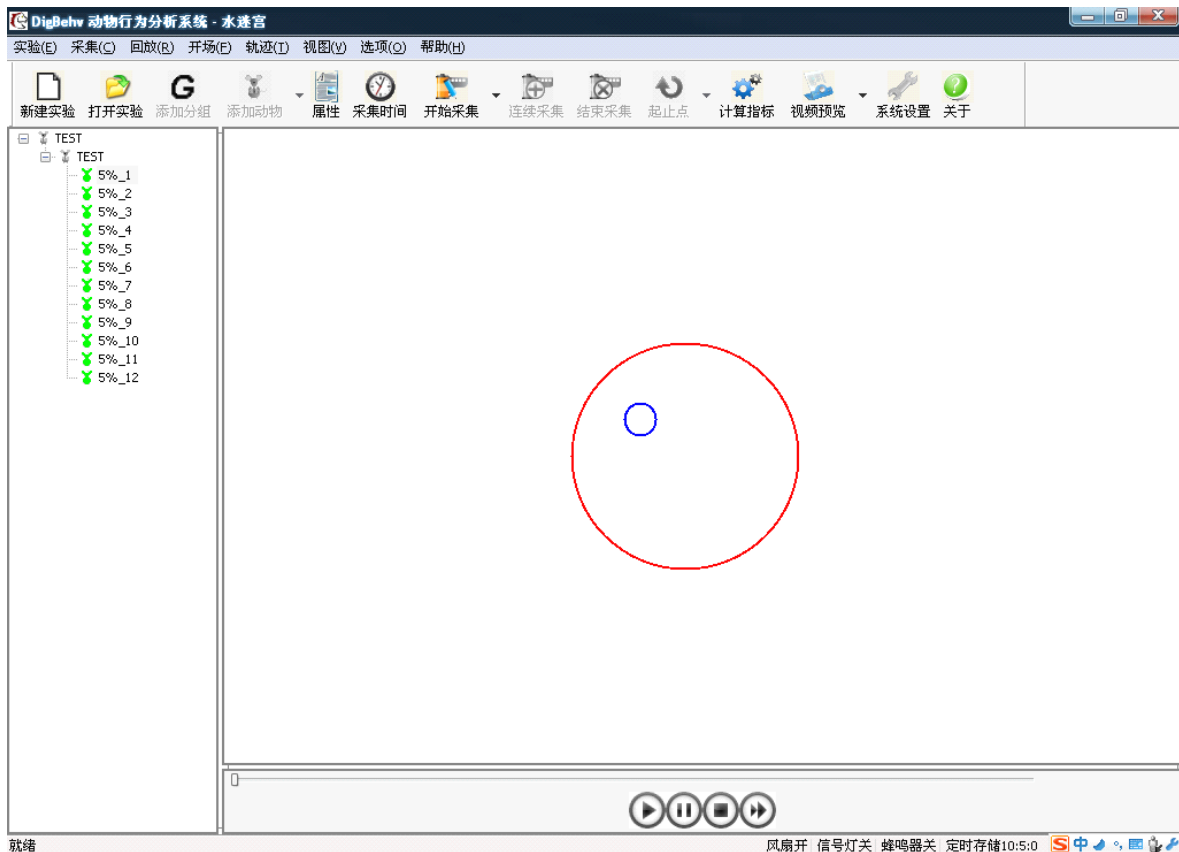 DigBehv 动物行为分析系统 - 水迷宫
实验(E) 采集(C) 回放(R) 开场(F) 轨迹(T) 视图(V) 选项(O) 帮助(H)
新建实验 打开实验 添加分组 添加动物 属性 采集时间 开始采集 连续采集 结束采集 起止点 计算指标 视频预览 系统设置 关于
TEST
TEST
5%_1
5%_2
5%_3
5%_4
5%_5
5%_6
5%_7
5%_8
5%_9
5%_10
5%_11
5%_12
就绪 风扇开 信号灯关 蜂鸣器关 定时存储10:5:0 中